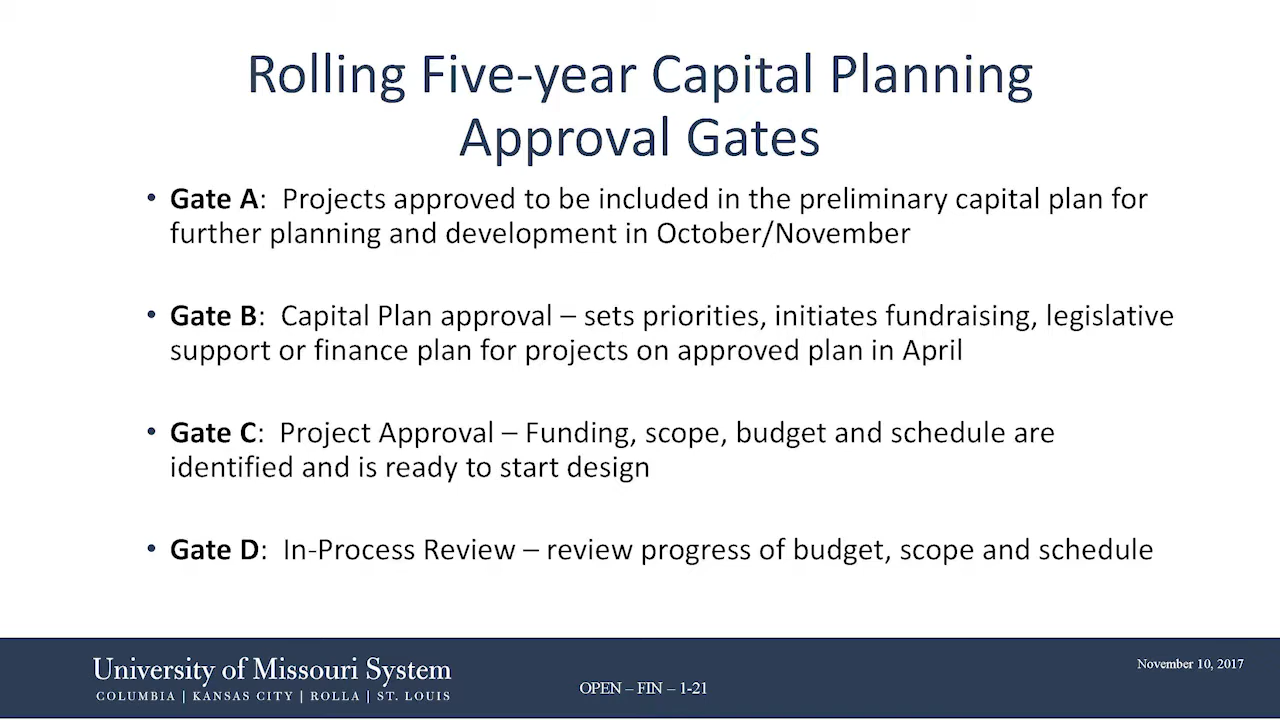 Rolling Five-year Capital Planning
Approval Gates
• Gate A:  Projects approved to be included in the preliminary capital plan for
further planning and development in October/November
• Gate B:  Capital Plan approval – sets priorities, initiates fundraising, legislative
support or finance plan for projects on approved plan in April
• Gate C:  Project Approval – Funding, scope, budget and schedule are
identified and is ready to start design
• Gate D:  In-Process Review – review progress of budget, scope and schedule
University of Missouri System
COLUMBIA | KANSAS CITY | ROLLA | ST. LOUIS
OPEN – FIN – 1-21
November 10, 2017